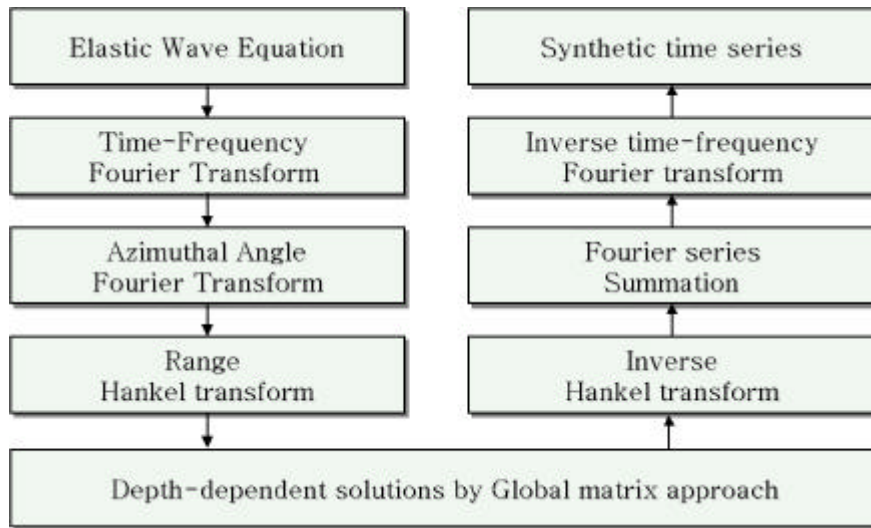 Elastic Wave Equation
Time-Frequency
Fourier Transform
Azimuthal Angle
Fourier Transform
Range
Hankel transform
Depth-dependent solutions by Global matrix approach
Inverse
Hankel transform
Fourier series
Summation
Inverse time-frequency
Fourier transform
Synthetic time series